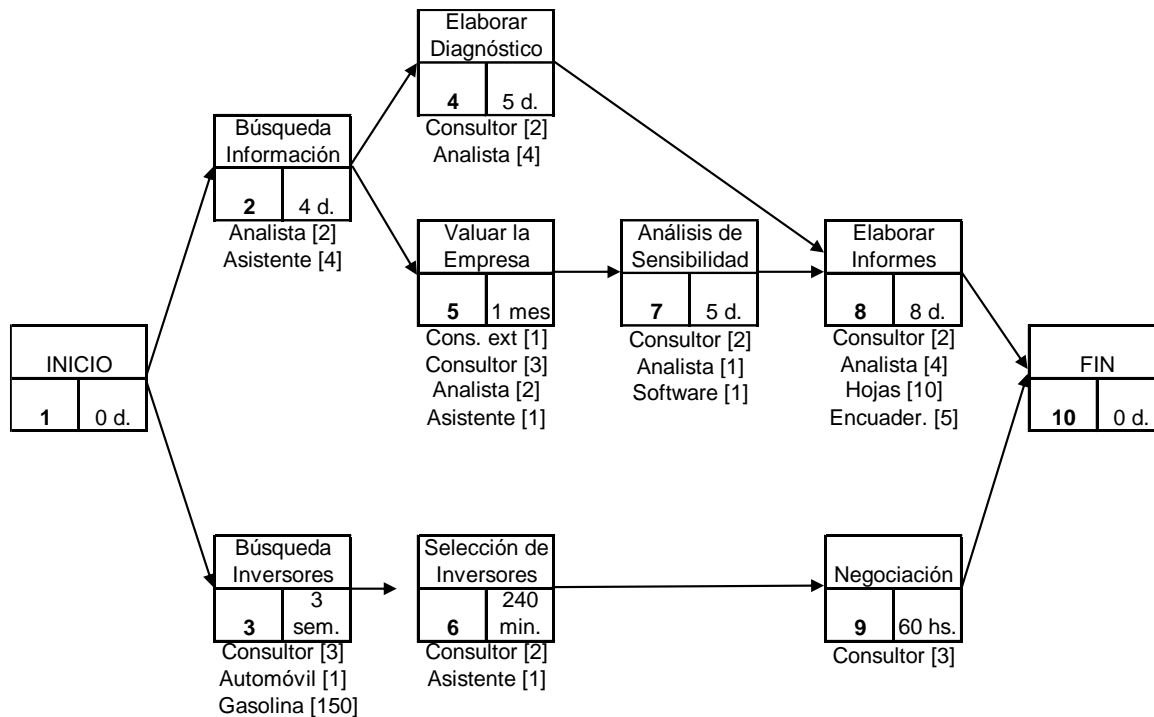 Elaborar
Diagnóstico
4 5 d.
Consultor [2]
Analista [4]
Búsqueda
Información
2 4 d.
Analista [2]
Asistente [4]
Valuar la
Empresa
5 1 mes
Cons. ext [1]
Consultor [3]
Analista [2]
Asistente [1]
Análisis de
Sensibilidad
7 5 d.
Consultor [2]
Analista [1]
Software [1]
Elaborar
Informes
8 8 d.
Consultor [2]
Analista [4]
Hojas [10]
Encuader. [5]
INICIO
1 0 d.
FIN
10 0 d.
Búsqueda
Inversores
3 3
sem.
Consultor [3]
Automóvil [1]
Gasolina [150]
Selección de
Inversores
6 240
min.
Consultor [2]
Asistente [1]
Negociación
9 60 hs.
Consultor [3]